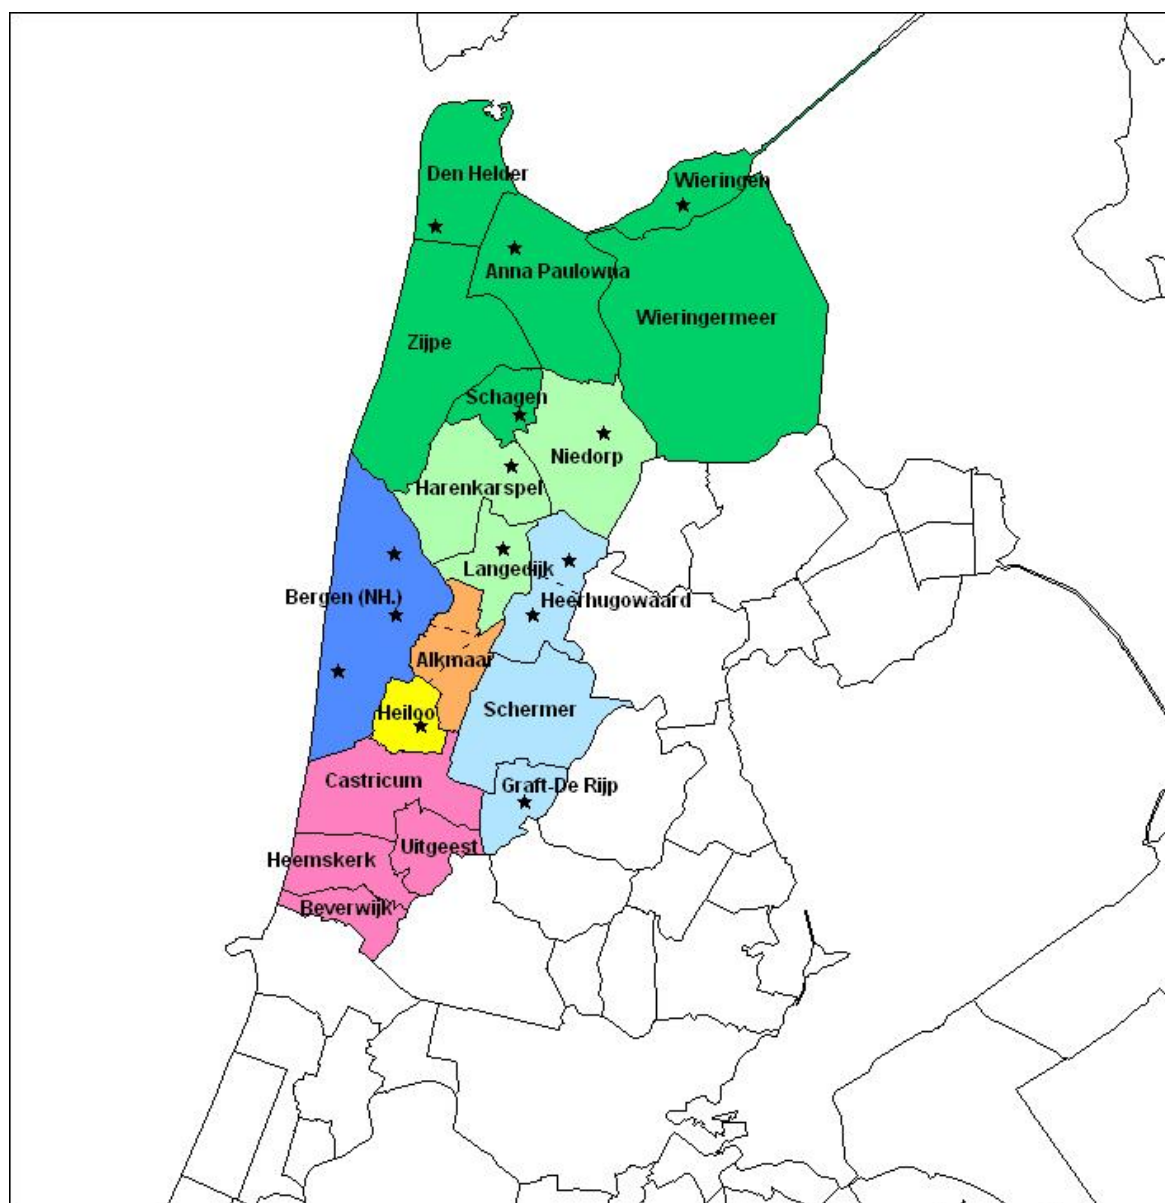 Den Helder
Wieringen
Anna Paulowna
Wieringermeer
Zijpe
Schagen
Niedorp
Harenkarspel
Langedijk
Bergen (NH.)
Heerhugowaard
Alkmaar
Heiloo
Schermer
Castricum
Graft-De Rijp
Uitgeest
Heemskerk
Beverwijk